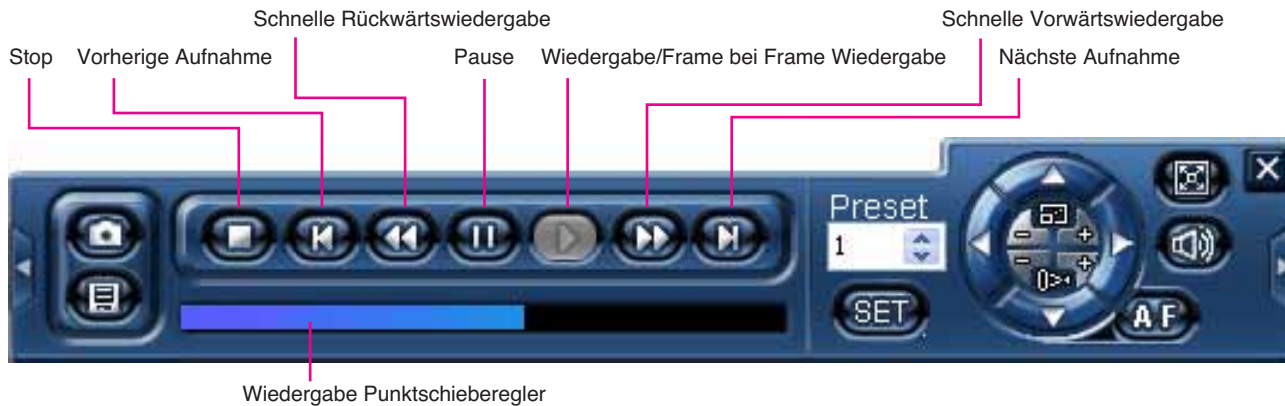 Schnelle Rückwärtswiedergabe
Schnelle Vorwärtswiedergabe
Stop
Vorherige Aufnahme
Pause
Wiedergabe/Frame bei Frame Wiedergabe
Nächste Aufnahme
Preset
1
SET
AF
Wiedergabe Punktschieberegler